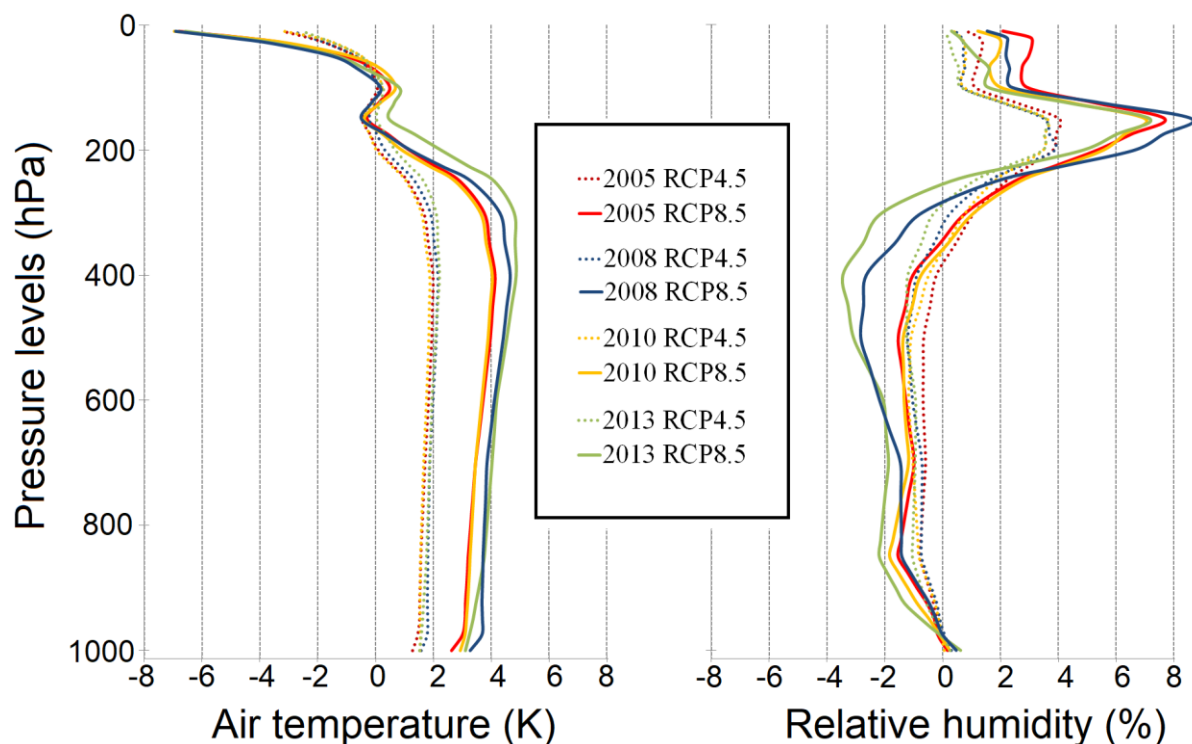 Pressure levels (hPa)
0
200
400
600
800
1000
-8 -6 -4 -2 0 2 4 6 8
Air temperature (K)
2005 RCP4.5
2005 RCP8.5
2008 RCP4.5
2008 RCP8.5
2010 RCP4.5
2010 RCP8.5
2013 RCP4.5
2013 RCP8.5
-8 -6 -4 -2 0 2 4 6 8
Relative humidity (%)